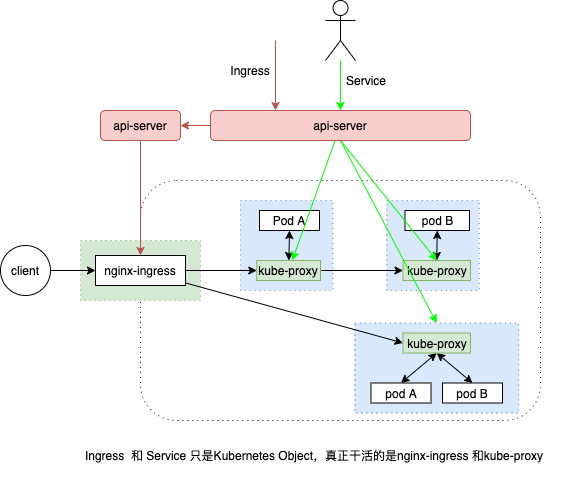 Ingress
Service
api-server
api-server
Pod A
pod B
client
nginx-ingress
kube-proxy
kube-proxy
kube-proxy
pod A
pod B
Ingress 和 Service 只是Kubernetes Object，真正干活的是nginx-ingress 和kube-proxy